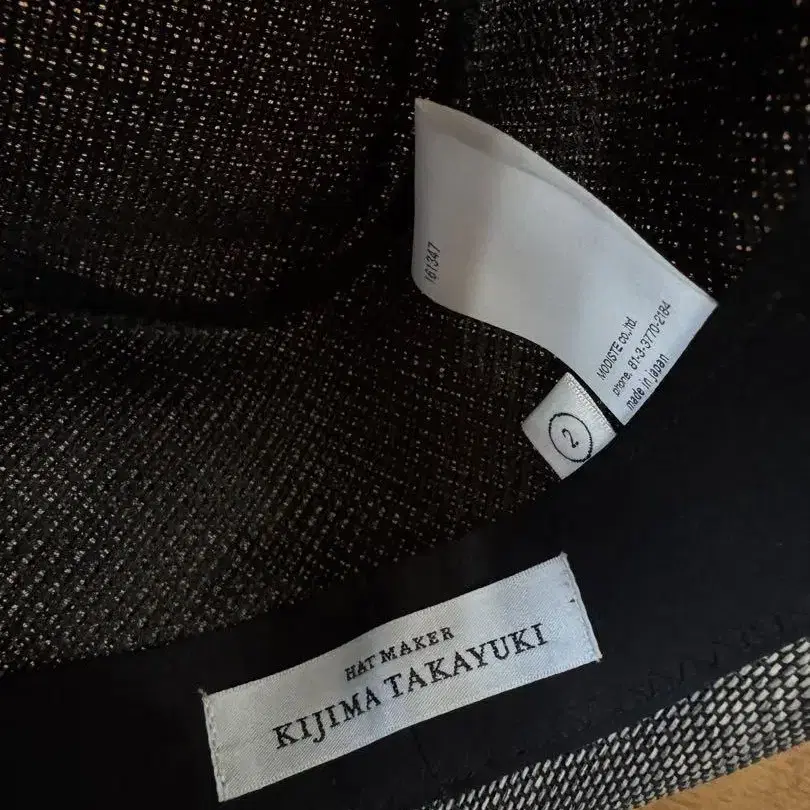 161347
MODISTE co.,ltd.
phone. 81-3-3770-2184
made in japan
2
HAT MAKER
KIJIMA TAKAYUKI